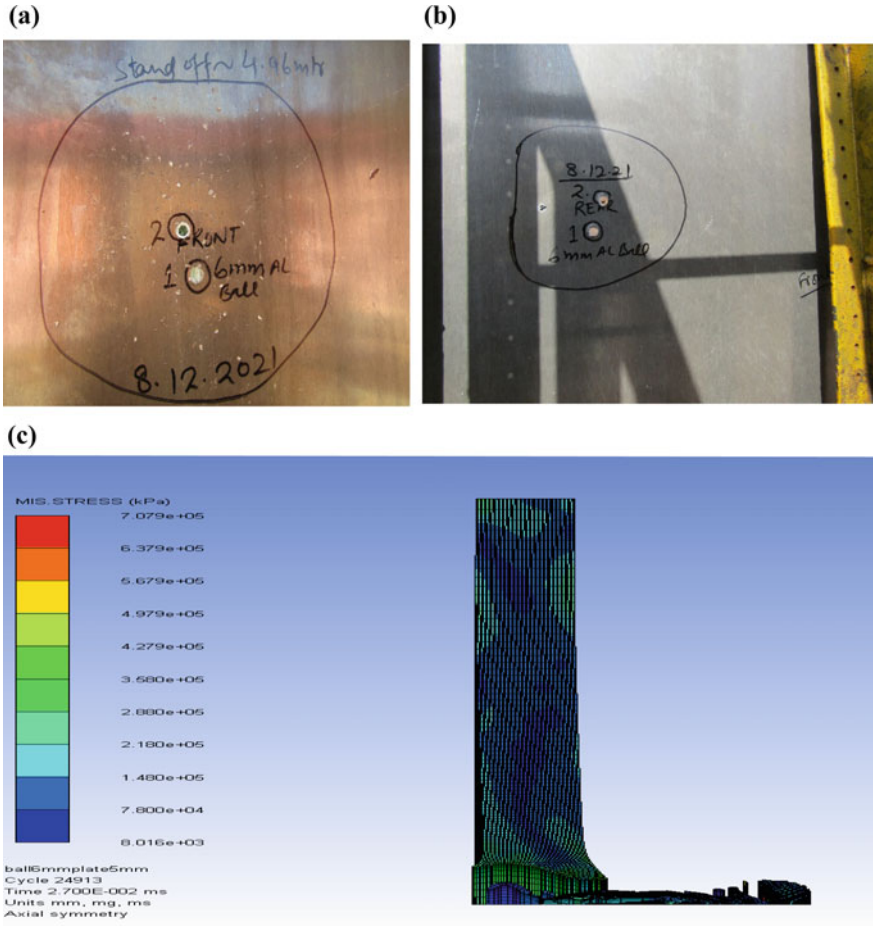 (a)
Stand off ~ 4.96mtr
2 FRONT
1 6mm AL
Ball
8.12.2021
(b)
8.12.21
2.
REAR
1
6mm AL Ball
(c)
MIS.STRESS (kPa)
7.079e+05
6.379e+05
5.679e+05
4.979e+05
4.279e+05
3.580e+05
2.880e+05
2.180e+05
1.480e+05
7.800e+04
8.016e+03
ball6mmplate5mm
Cycle 24913
Time 2.700E-002 ms
Units mm, mg, ms
Axial symmetry